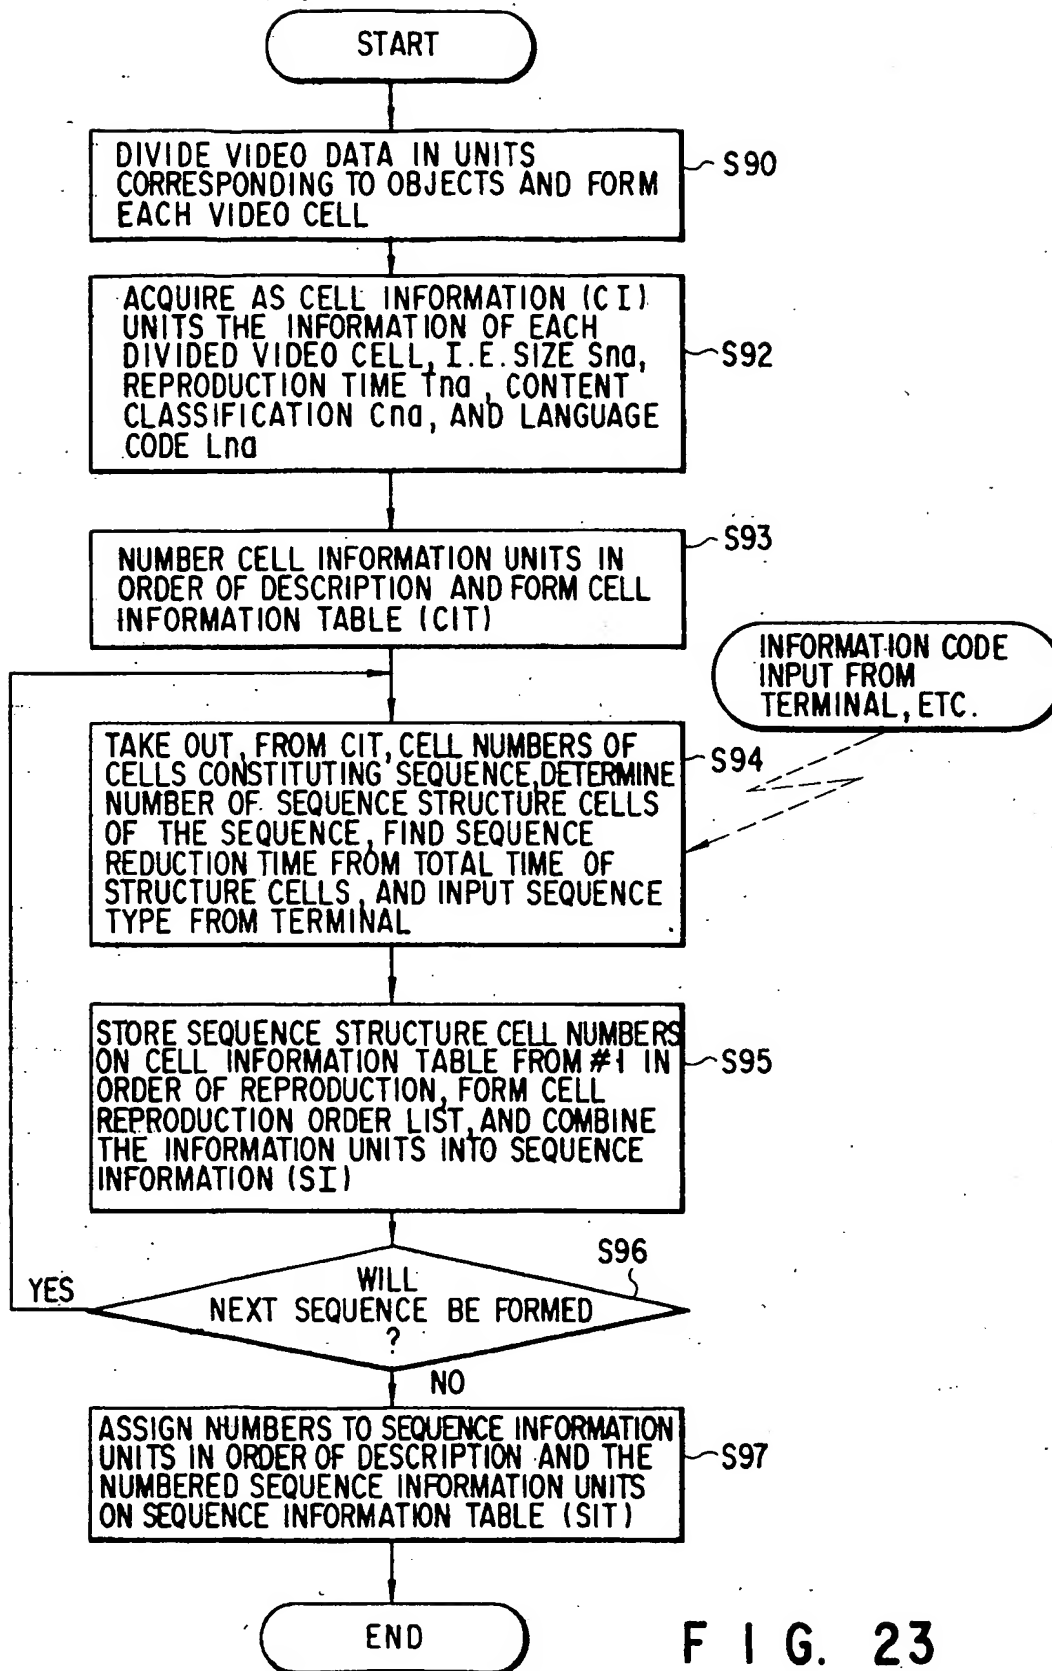 START
DIVIDE VIDEO DATA IN UNITS
CORRESPONDING TO OBJECTS AND FORM
EACH VIDEO CELL
S90
ACQUIRE AS CELL INFORMATION (CI)
UNITS THE INFORMATION OF EACH
DIVIDED VIDEO CELL, I.E. SIZE Sna,
REPRODUCTION TIME Tna, CONTENT
CLASSIFICATION Cna, AND LANGUAGE
CODE Lna
S92
NUMBER CELL INFORMATION UNITS IN
ORDER OF DESCRIPTION AND FORM CELL
INFORMATION TABLE (CIT)
S93
INFORMATION CODE
INPUT FROM
TERMINAL, ETC.
TAKE OUT, FROM CIT, CELL NUMBERS OF
CELLS CONSTITUTING SEQUENCE, DETERMINE
NUMBER OF SEQUENCE STRUCTURE CELLS
OF THE SEQUENCE, FIND SEQUENCE
REDUCTION TIME FROM TOTAL TIME OF
STRUCTURE CELLS, AND INPUT SEQUENCE
TYPE FROM TERMINAL
S94
STORE SEQUENCE STRUCTURE CELL NUMBERS
ON CELL INFORMATION TABLE FROM #1 IN
ORDER OF REPRODUCTION, FORM CELL
REPRODUCTION ORDER LIST, AND COMBINE
THE INFORMATION UNITS INTO SEQUENCE
INFORMATION (SI)
S95
S96
WILL
NEXT SEQUENCE BE FORMED
?
YES
NO
ASSIGN NUMBERS TO SEQUENCE INFORMATION
UNITS IN ORDER OF DESCRIPTION AND THE
NUMBERED SEQUENCE INFORMATION UNITS
ON SEQUENCE INFORMATION TABLE (SIT)
S97
END
FIG. 23